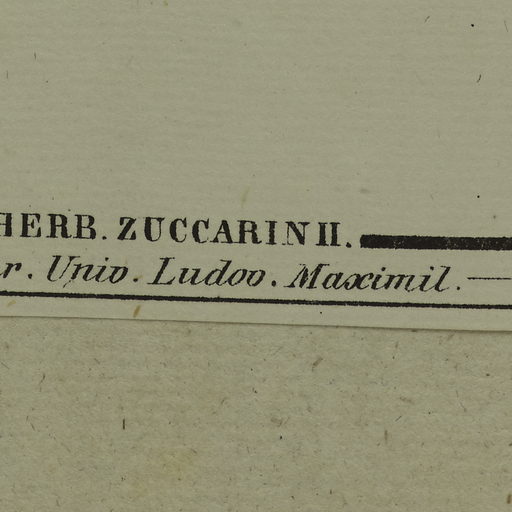 HERB. ZUCCARINII.
r. Univ. Ludov. Maximil.